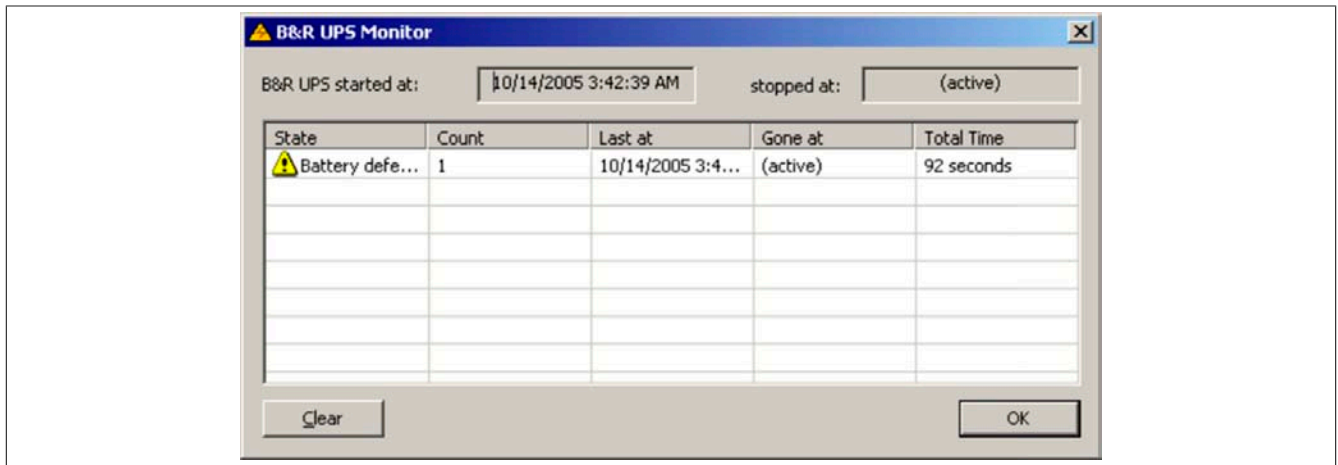 B&R UPS Monitor
B&R UPS started at: 10/14/2005 3:42:39 AM stopped at: (active)
State Count Last at Gone at Total Time
Battery defe... 1 10/14/2005 3:4... (active) 92 seconds
Clear OK